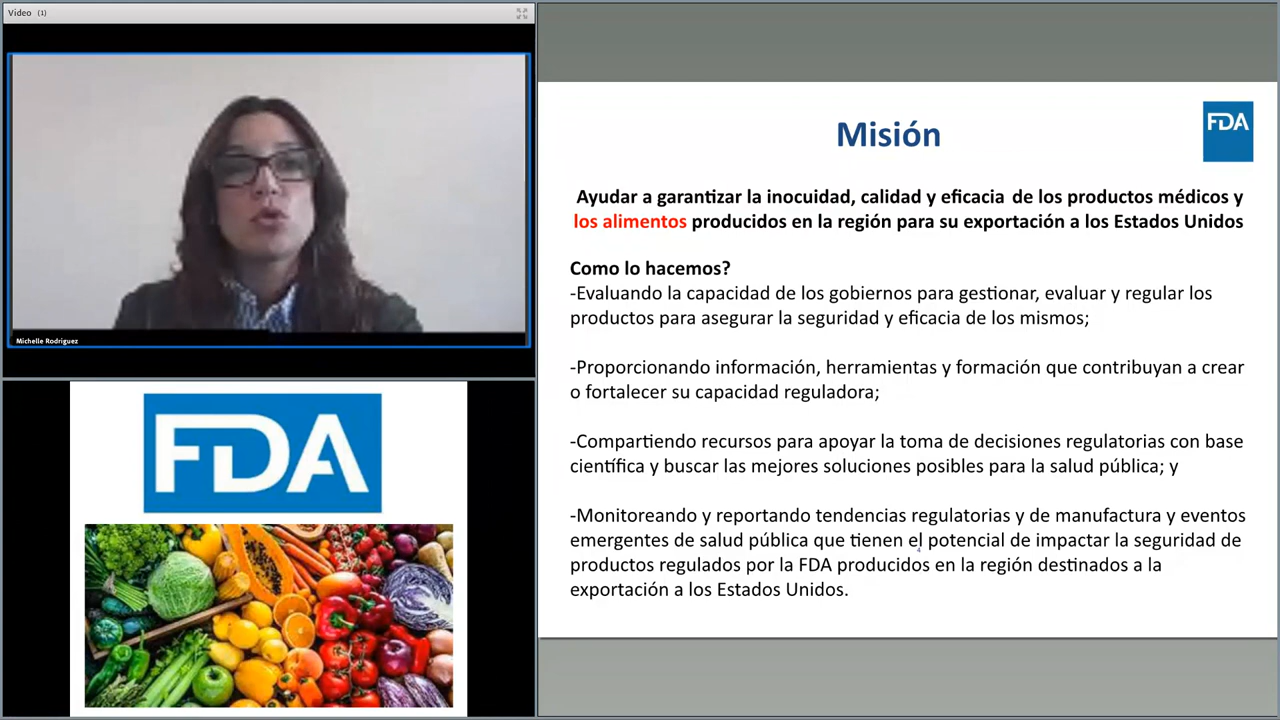 Video (1)
Michelle Rodriguez
FDA
Misión
FDA
Ayudar a garantizar la inocuidad, calidad y eficacia de los productos médicos y
los alimentos producidos en la región para su exportación a los Estados Unidos
Como lo hacemos?
-Evaluando la capacidad de los gobiernos para gestionar, evaluar y regular los
productos para asegurar la seguridad y eficacia de los mismos;
-Proporcionando información, herramientas y formación que contribuyan a crear
o fortalecer su capacidad reguladora;
-Compartiendo recursos para apoyar la toma de decisiones regulatorias con base
científica y buscar las mejores soluciones posibles para la salud pública; y
-Monitoreando y reportando tendencias regulatorias y de manufactura y eventos
emergentes de salud pública que tienen el potencial de impactar la seguridad de
productos regulados por la FDA producidos en la región destinados a la
exportación a los Estados Unidos.
4